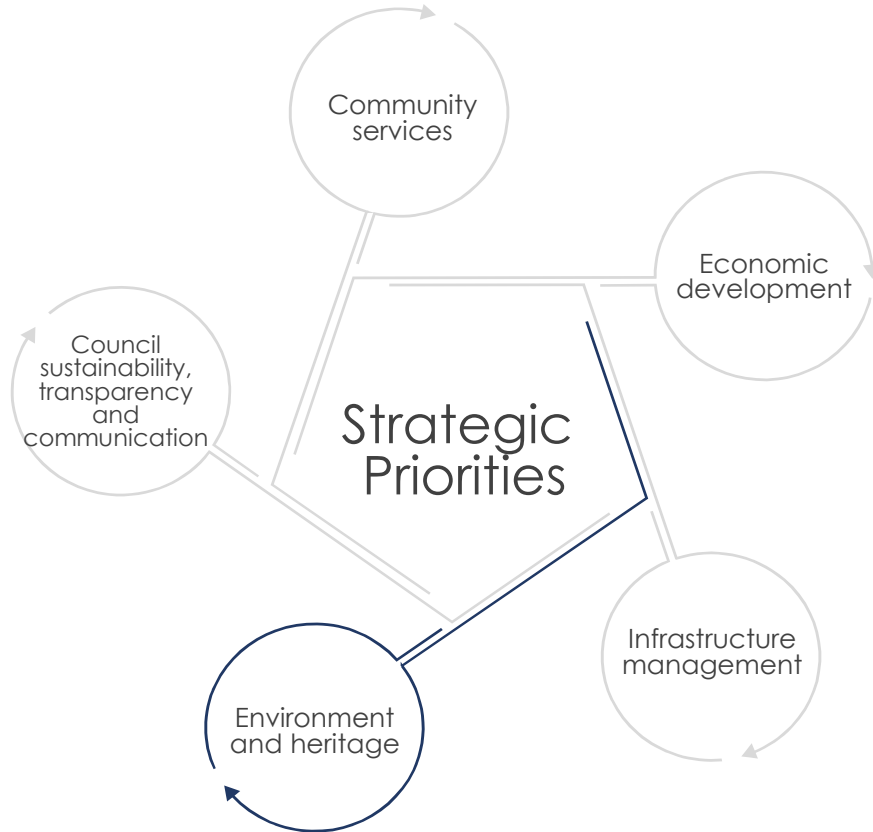 Community
services
Economic
development
Council
sustainability,
transparency
and
communication
Strategic
Priorities
Infrastructure
management
Environment
and heritage